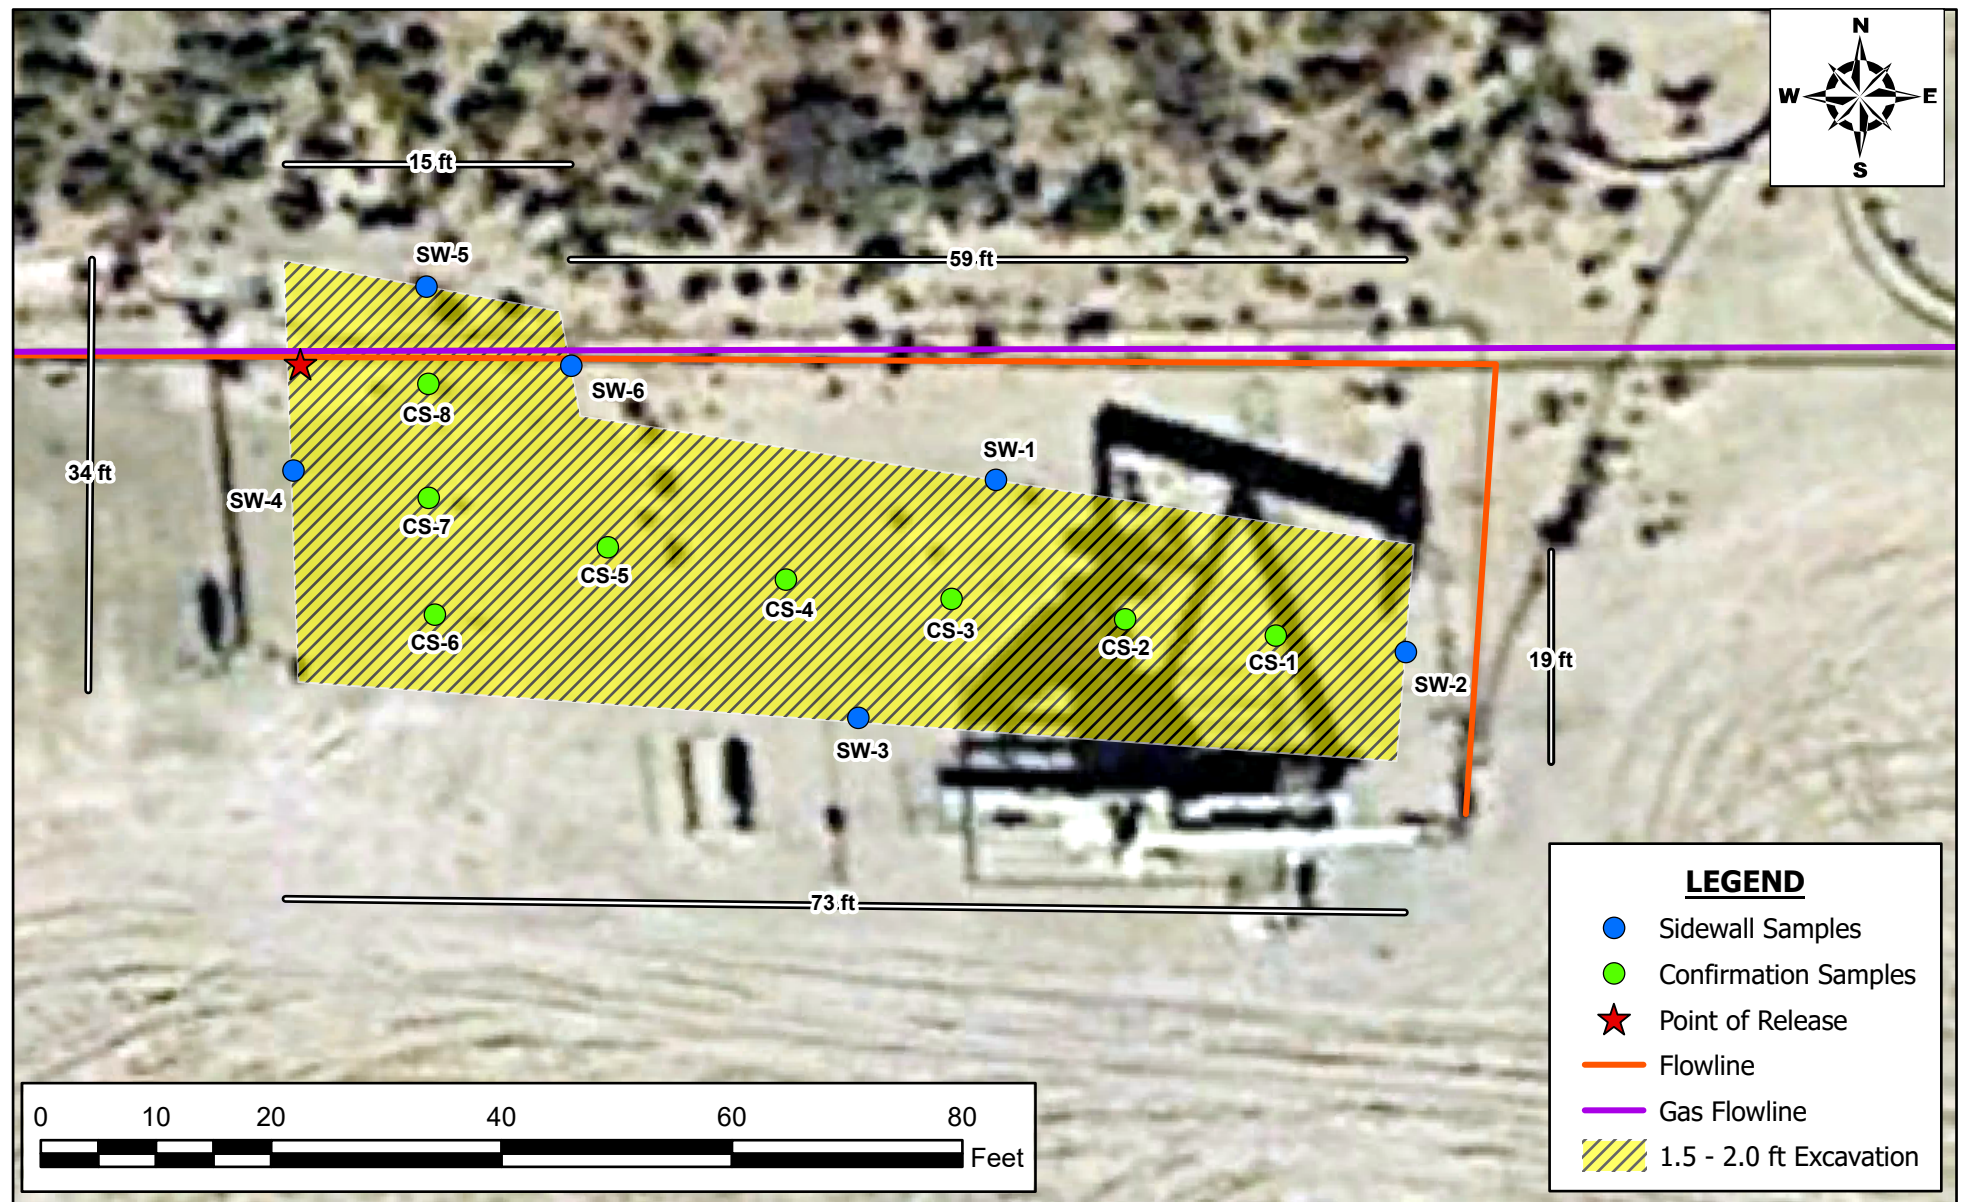 N
W E
S
15 ft
SW-5
59 ft
SW-6
CS-8
SW-1
34 ft
SW-4
CS-7
CS-5
CS-4
CS-3
CS-6
CS-2
CS-1
19 ft
SW-2
SW-3
73 ft
LEGEND
Sidewall Samples
Confirmation Samples
Point of Release
Flowline
Gas Flowline
1.5 - 2.0 ft Excavation
0 10 20 40 60 80
Feet